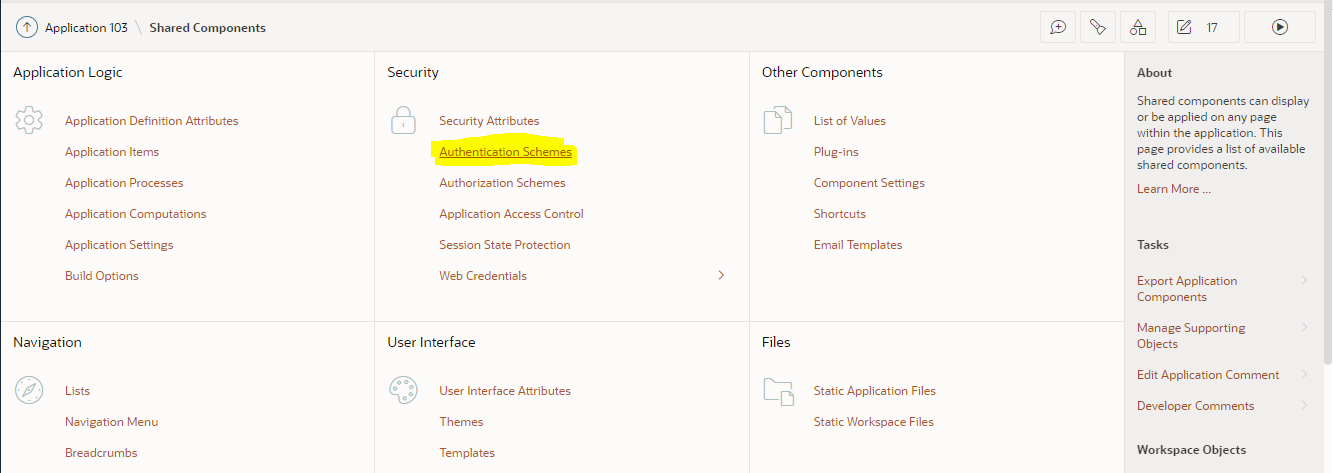 Application 103 \ Shared Components
17
Application Logic
Application Definition Attributes
Application Items
Application Processes
Application Computations
Application Settings
Build Options
Security
Security Attributes
Authentication Schemes
Authorization Schemes
Application Access Control
Session State Protection
Web Credentials
Other Components
List of Values
Plug-ins
Component Settings
Shortcuts
Email Templates
About
Shared components can display
or be applied on any page
within the application. This
page provides a list of available
shared components.
Learn More ...
Tasks
Export Application
Components
Manage Supporting
Objects
Edit Application Comment
Developer Comments
Workspace Objects
Navigation
Lists
Navigation Menu
Breadcrumbs
User Interface
User Interface Attributes
Themes
Templates
Files
Static Application Files
Static Workspace Files